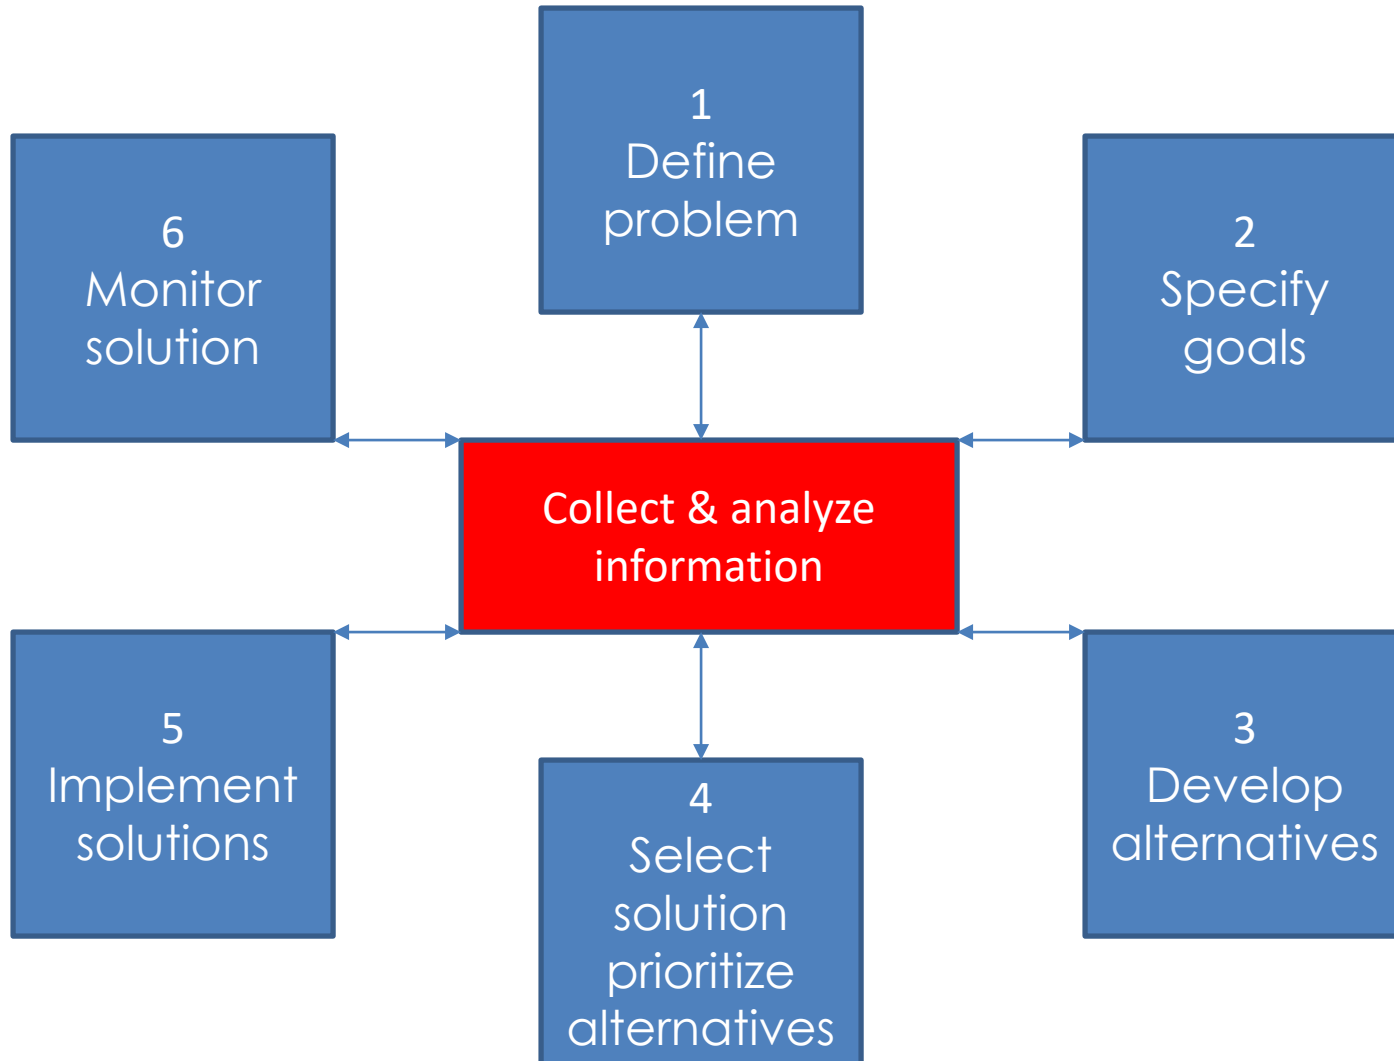 1
Define
problem
2
Specify
goals
3
Develop
alternatives
4
Select
solution
prioritize
alternatives
5
Implement
solutions
6
Monitor
solution
Collect & analyze
information